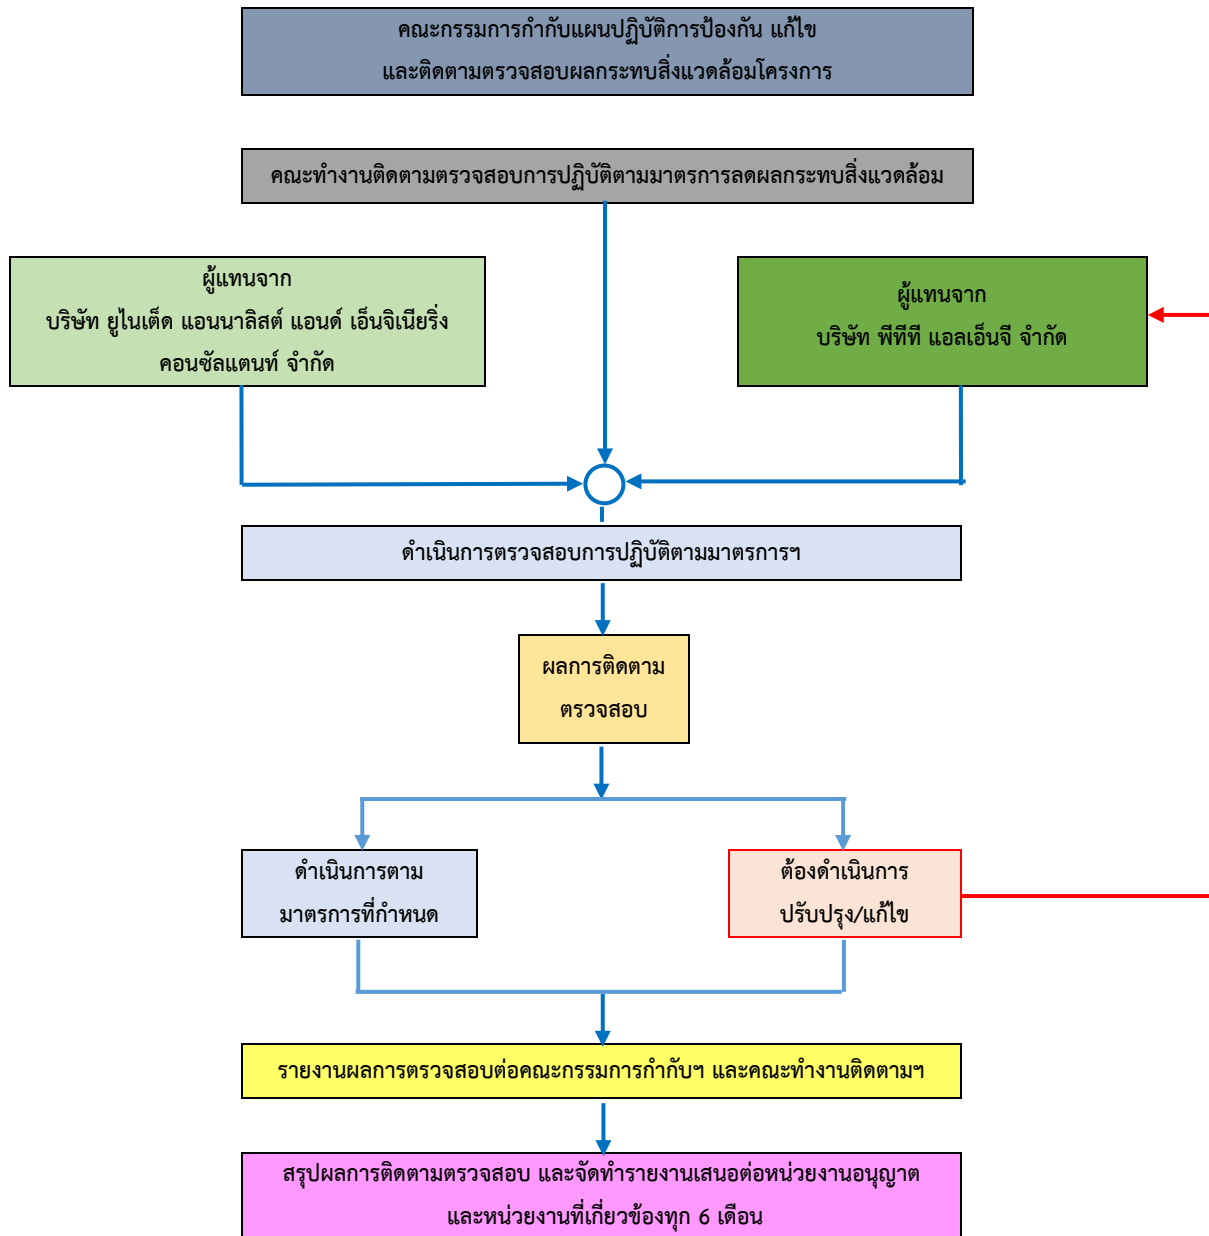 คณะกรรมการกำกับแผนปฏิบัติการป้องกัน แก้ไข
และติดตามตรวจสอบผลกระทบสิ่งแวดล้อมโครงการ
คณะทำงานติดตามตรวจสอบการปฏิบัติตามมาตรการลดผลกระทบสิ่งแวดล้อม
ผู้แทนจาก
บริษัท ยูไนเต็ด แอนนาลิสต์ แอนด์ เอ็นจิเนียริ่ง
คอนซัลแตนท์ จำกัด
ผู้แทนจาก
บริษัท พีทีที แอลเอ็นจี จำกัด
ดำเนินการตรวจสอบการปฏิบัติตามมาตรการฯ
ผลการติดตาม
ตรวจสอบ
ดำเนินการตาม
มาตรการที่กำหนด
ต้องดำเนินการ
ปรับปรุง/แก้ไข
รายงานผลการตรวจสอบต่อคณะกรรมการกำกับฯ และคณะทำงานติดตามฯ
สรุปผลการติดตามตรวจสอบ และจัดทำรายงานเสนอต่อหน่วยงานอนุญาต
และหน่วยงานที่เกี่ยวข้องทุก 6 เดือน